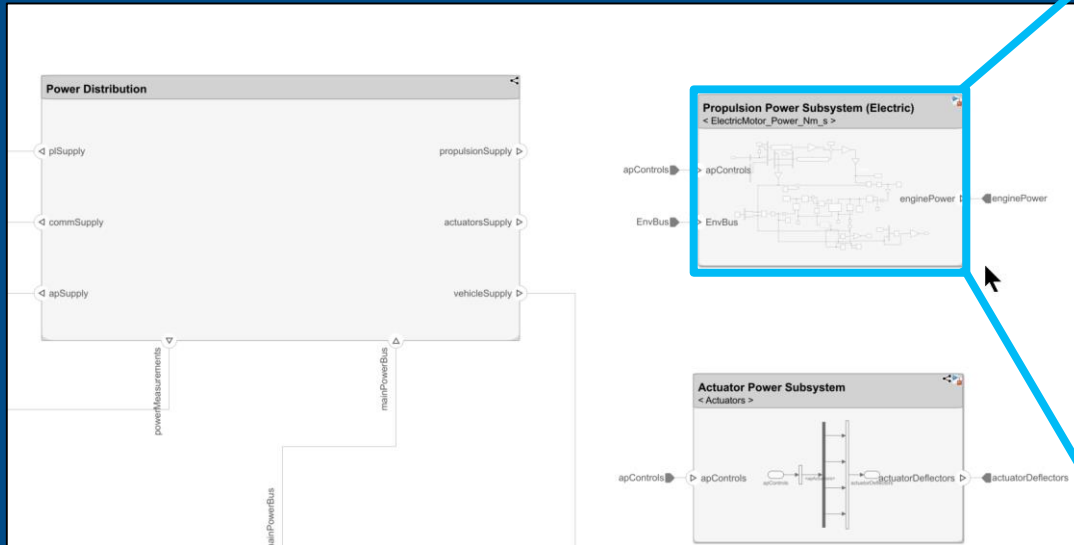 Power Distribution
plSupply
propulsionSupply
commSupply
actuatorsSupply
apSupply
vehicleSupply
powerMeasurements
mainPowerBus
mainPowerBus
Propulsion Power Subsystem (Electric)
< ElectricMotor_Power_Nm_s >
apControls
apControls
enginePower
enginePower
EnvBus
EnvBus
Actuator Power Subsystem
< Actuators >
apControls
apControls
apControls
actuatorDeflectors
actuatorDeflectors